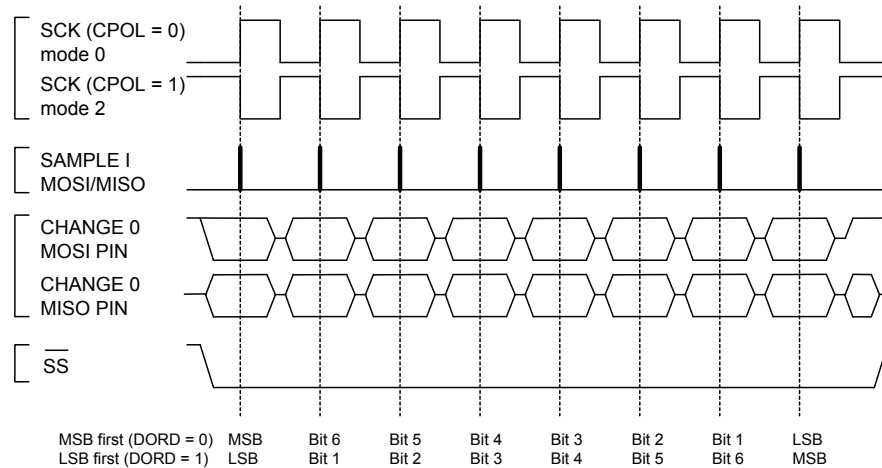 SCK (CPOL = 0)
mode 0
SCK (CPOL = 1)
mode 2
SAMPLE I
MOSI/MISO
CHANGE 0
MOSI PIN
CHANGE 0
MISO PIN
SS
MSB first (DORD = 0) MSB Bit 6 Bit 5 Bit 4 Bit 3 Bit 2 Bit 1 LSB
LSB first (DORD = 1) LSB Bit 1 Bit 2 Bit 3 Bit 4 Bit 5 Bit 6 MSB